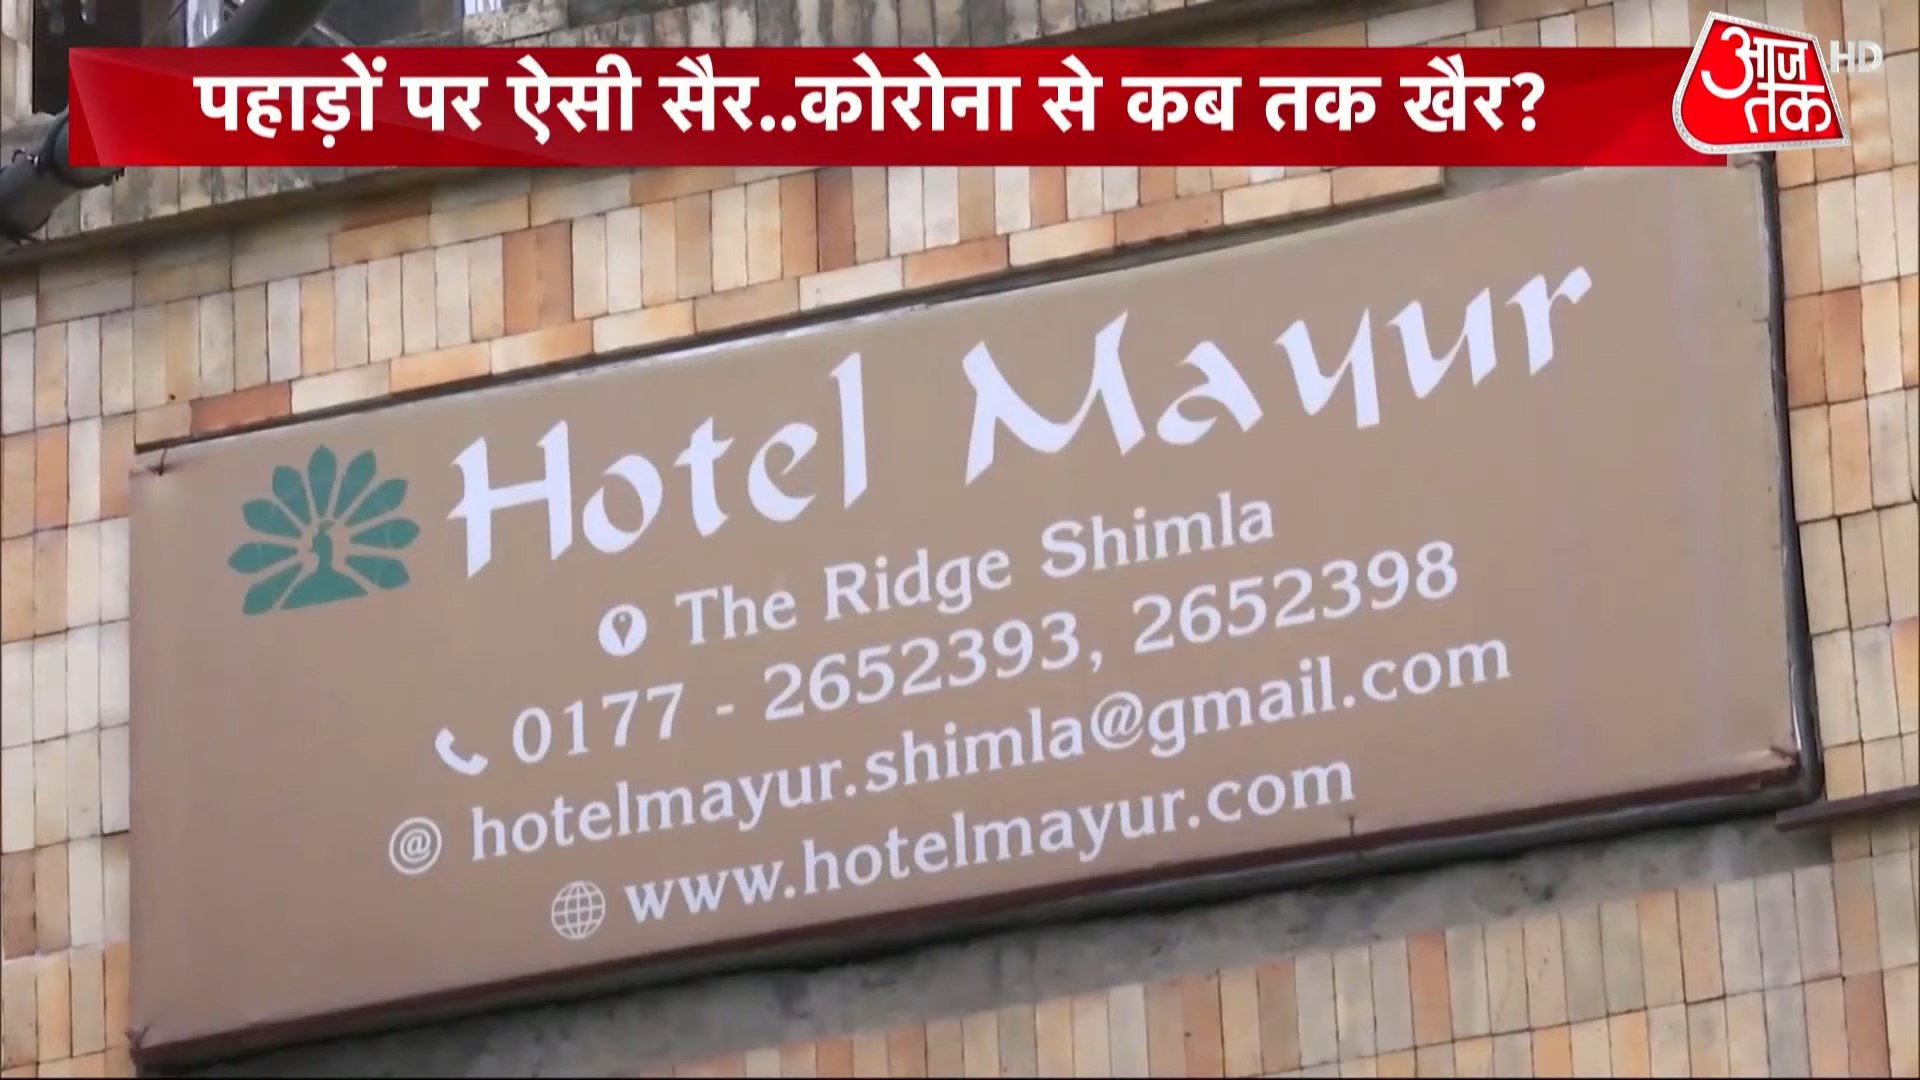 पहाड़ों पर ऐसी सैर..कोरोना से कब तक खैर?
आज तक HD
Hotel Mayur
The Ridge Shimla
0177 - 2652393, 2652398
@ hotelmayur.shimla@gmail.com
www.hotelmayur.com